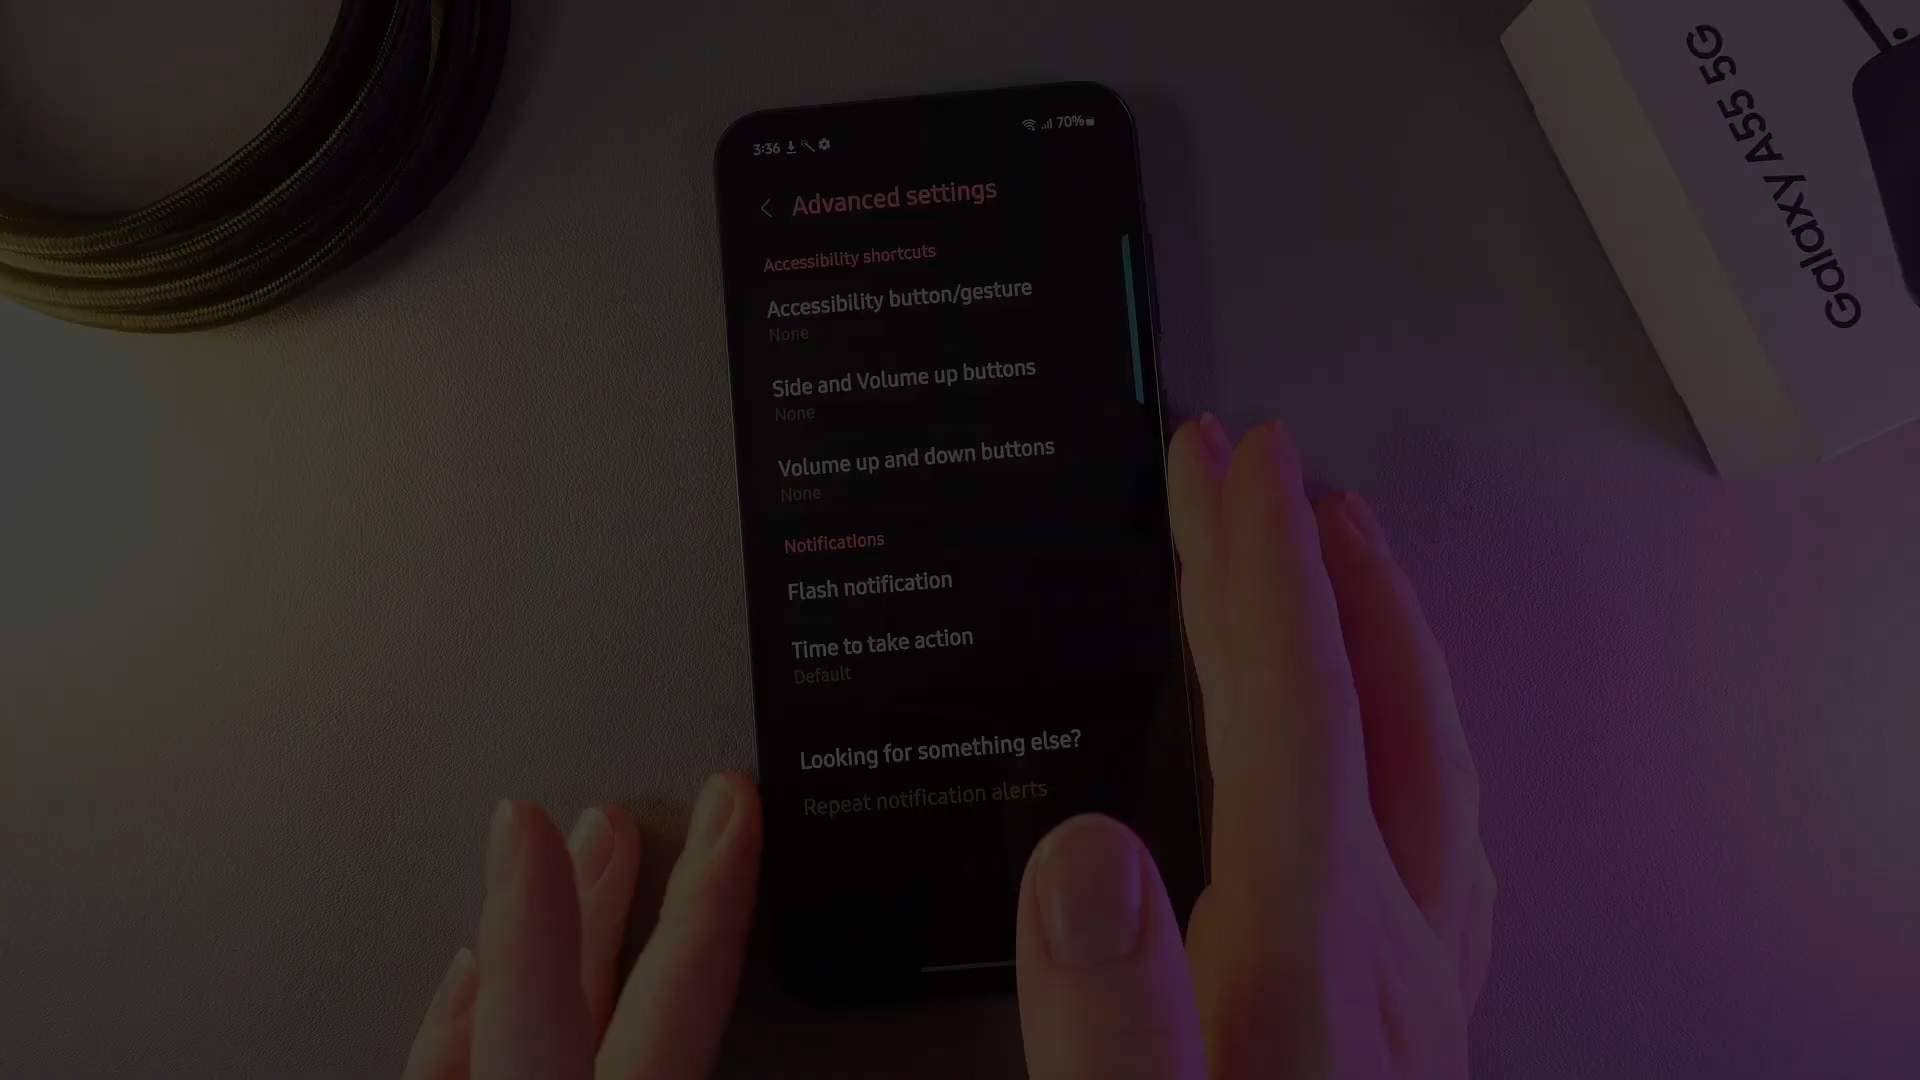 3:36
70%
Advanced settings
Accessibility shortcuts
Accessibility button/gesture
None
Side and Volume up buttons
None
Volume up and down buttons
None
Notifications
Flash notification
Time to take action
Default
Looking for something else?
Repeat notification alerts
Galaxy A55 5G